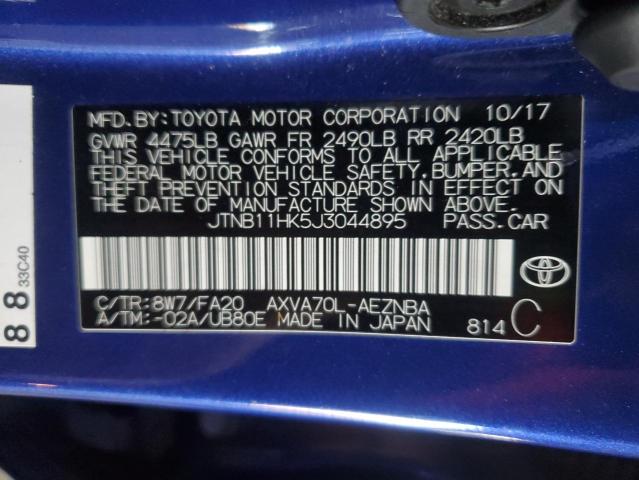 MFD.BY:TOYOTA MOTOR CORPORATION 10/17
GVWR 4475LB GAWR FR 2490LB RR 2420LB
THIS VEHICLE CONFORMS TO ALL APPLICABLE
FEDERAL MOTOR VEHICLE SAFETY,BUMPER,AND
THEFT PREVENTION STANDARDS IN EFFECT ON
THE DATE OF MANUFACTURE SHOWN ABOVE.
JTNB11HK5J3044895 PASS.CAR
C/TR:8W7/FA20 AXVA70L-AEZNBA
A/TM:-02A/UB80E MADE IN JAPAN 814 C
8 8 33C40